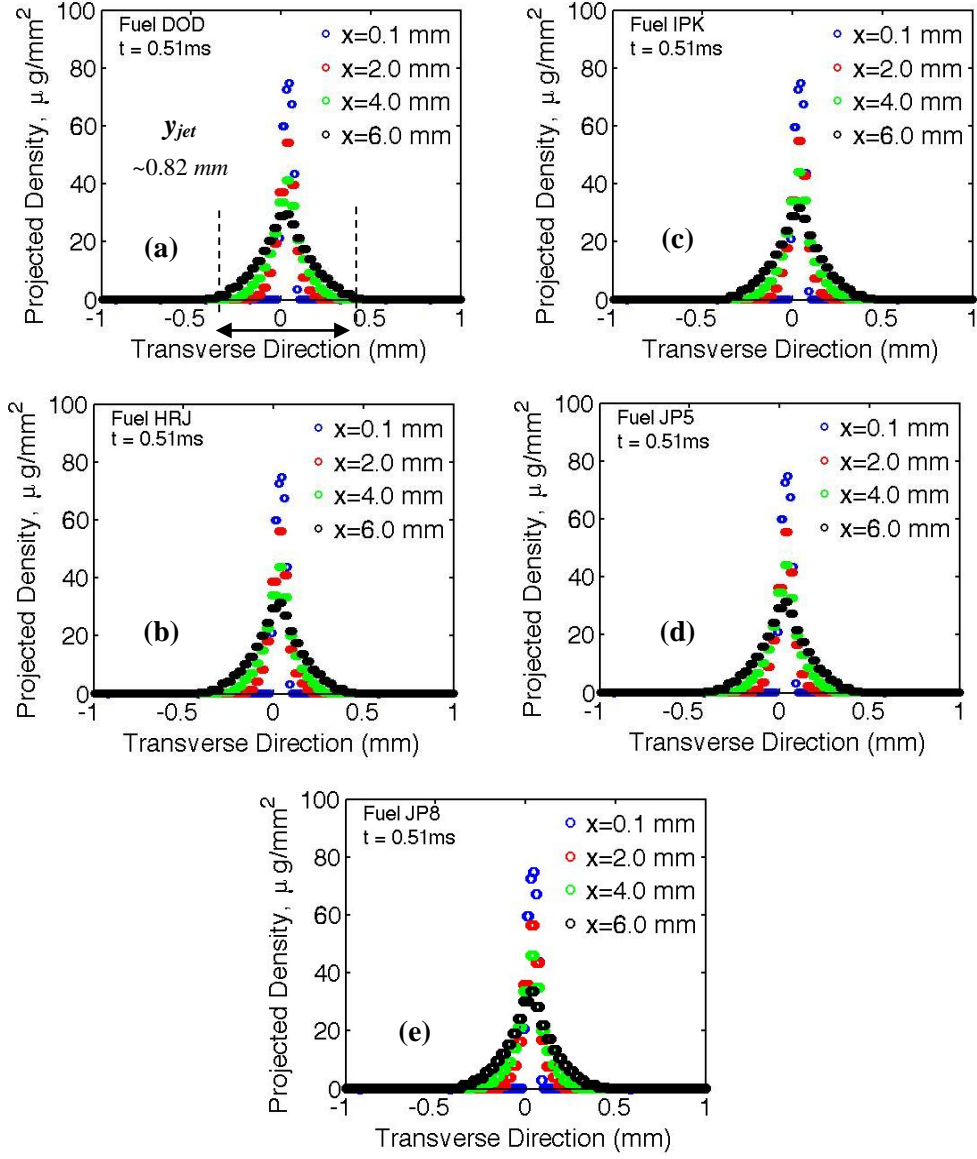 Fuel DOD
t = 0.51ms
x=0.1 mm
x=2.0 mm
x=4.0 mm
x=6.0 mm
y_jet
~0.82 mm
(a)
100
80
60
40
20
0
-1
-0.5
0
0.5
1
Projected Density, μ g/mm²
Transverse Direction (mm)
Fuel IPK
t = 0.51ms
x=0.1 mm
x=2.0 mm
x=4.0 mm
x=6.0 mm
(c)
100
80
60
40
20
0
-1
-0.5
0
0.5
1
Projected Density, μ g/mm²
Transverse Direction (mm)
Fuel HRJ
t = 0.51ms
x=0.1 mm
x=2.0 mm
x=4.0 mm
x=6.0 mm
(b)
100
80
60
40
20
0
-1
-0.5
0
0.5
1
Projected Density, μ g/mm²
Transverse Direction (mm)
Fuel JP5
t = 0.51ms
x=0.1 mm
x=2.0 mm
x=4.0 mm
x=6.0 mm
(d)
100
80
60
40
20
0
-1
-0.5
0
0.5
1
Projected Density, μ g/mm²
Transverse Direction (mm)
Fuel JP8
t = 0.51ms
x=0.1 mm
x=2.0 mm
x=4.0 mm
x=6.0 mm
(e)
100
80
60
40
20
0
-1
-0.5
0
0.5
1
Projected Density, μ g/mm²
Transverse Direction (mm)